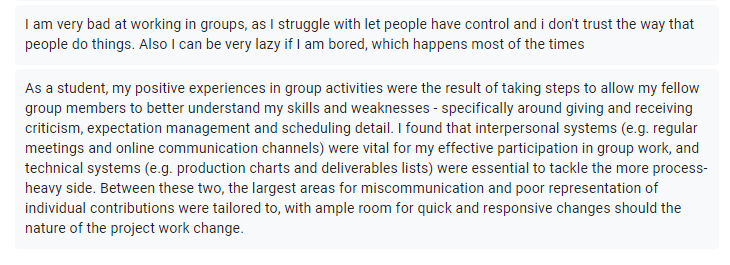 I am very bad at working in groups, as I struggle with let people have control and i don't trust the way that
people do things. Also I can be very lazy if I am bored, which happens most of the times
As a student, my positive experiences in group activities were the result of taking steps to allow my fellow
group members to better understand my skills and weaknesses - specifically around giving and receiving
criticism, expectation management and scheduling detail. I found that interpersonal systems (e.g. regular
meetings and online communication channels) were vital for my effective participation in group work, and
technical systems (e.g. production charts and deliverables lists) were essential to tackle the more process-
heavy side. Between these two, the largest areas for miscommunication and poor representation of
individual contributions were tailored to, with ample room for quick and responsive changes should the
nature of the project work change.